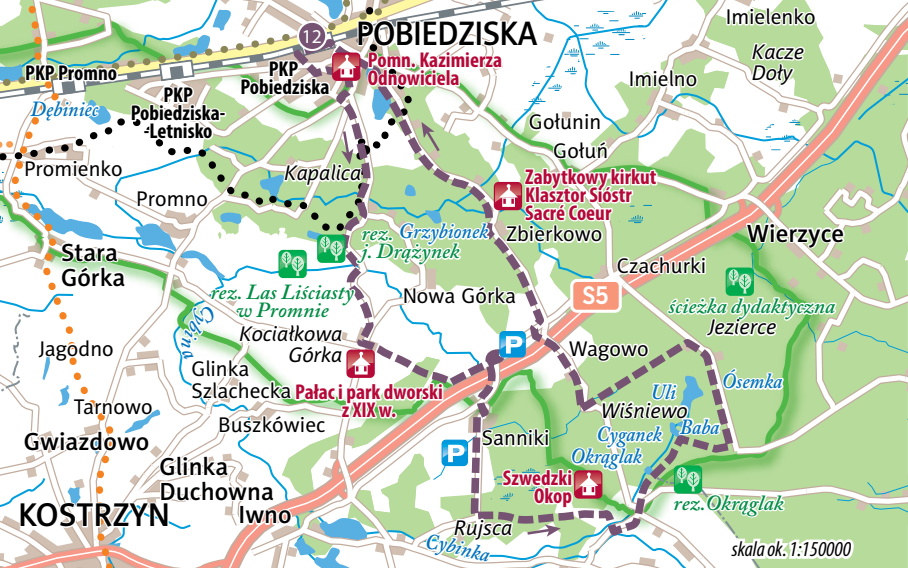 POBIEDZISKA
12
Imielenko
Kacze
Doły
PKP Promno
PKP
Pobiedziska
Pomn. Kazimierza
Odnowiciela
Imielno
Dębiniec
PKP
Pobiedziska-
-Letnisko
Gołunin
Gołuń
Promienko
Kapalica
Zabytkowy kirkut
Klasztor Sióstr
Sacré Coeur
Promno
rez.
j. Drążynek
Grzybionek
Zbierkowo
Wierzyce
Stara
Górka
Czachurki
rez. Las Liściasty
w Promnie
Nowa Górka
S5
ścieżka dydaktyczna
Jezierce
Cybina
Kociałkowa
Górka
P
Jagodno
Wagowo
Glinka
Szlachecka
Pałac i park dworski
z XIX w.
Uli
Ósemka
Tarnowo
Wiśniewo
Buszkówiec
Baba
Gwiazdowo
Sanniki
Cyganek
Okrąglak
P
Glinka
Duchowna
Szwedzki
Okop
rez.Okrąglak
KOSTRZYN
Iwno
Rujsca
Cybinka
skala ok. 1:150000